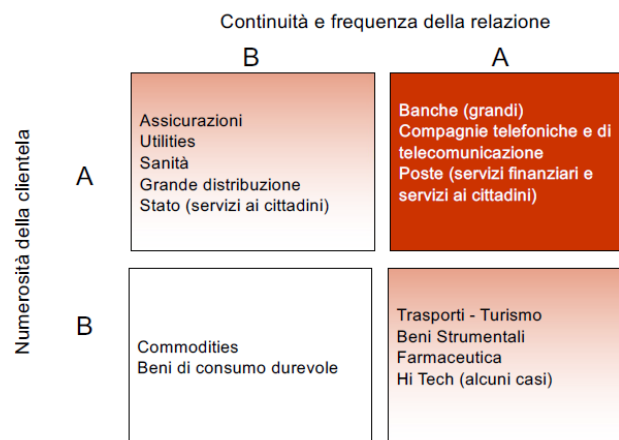 Continuità e frequenza della relazione
B
A
Numerosità della clientela
A
Assicurazioni
Utilities
Sanità
Grande distribuzione
Stato (servizi ai cittadini)
Banche (grandi)
Compagnie telefoniche e di
telecomunicazione
Poste (servizi finanziari e
servizi ai cittadini)
B
Commodities
Beni di consumo durevole
Trasporti - Turismo
Beni Strumentali
Farmaceutica
Hi Tech (alcuni casi)